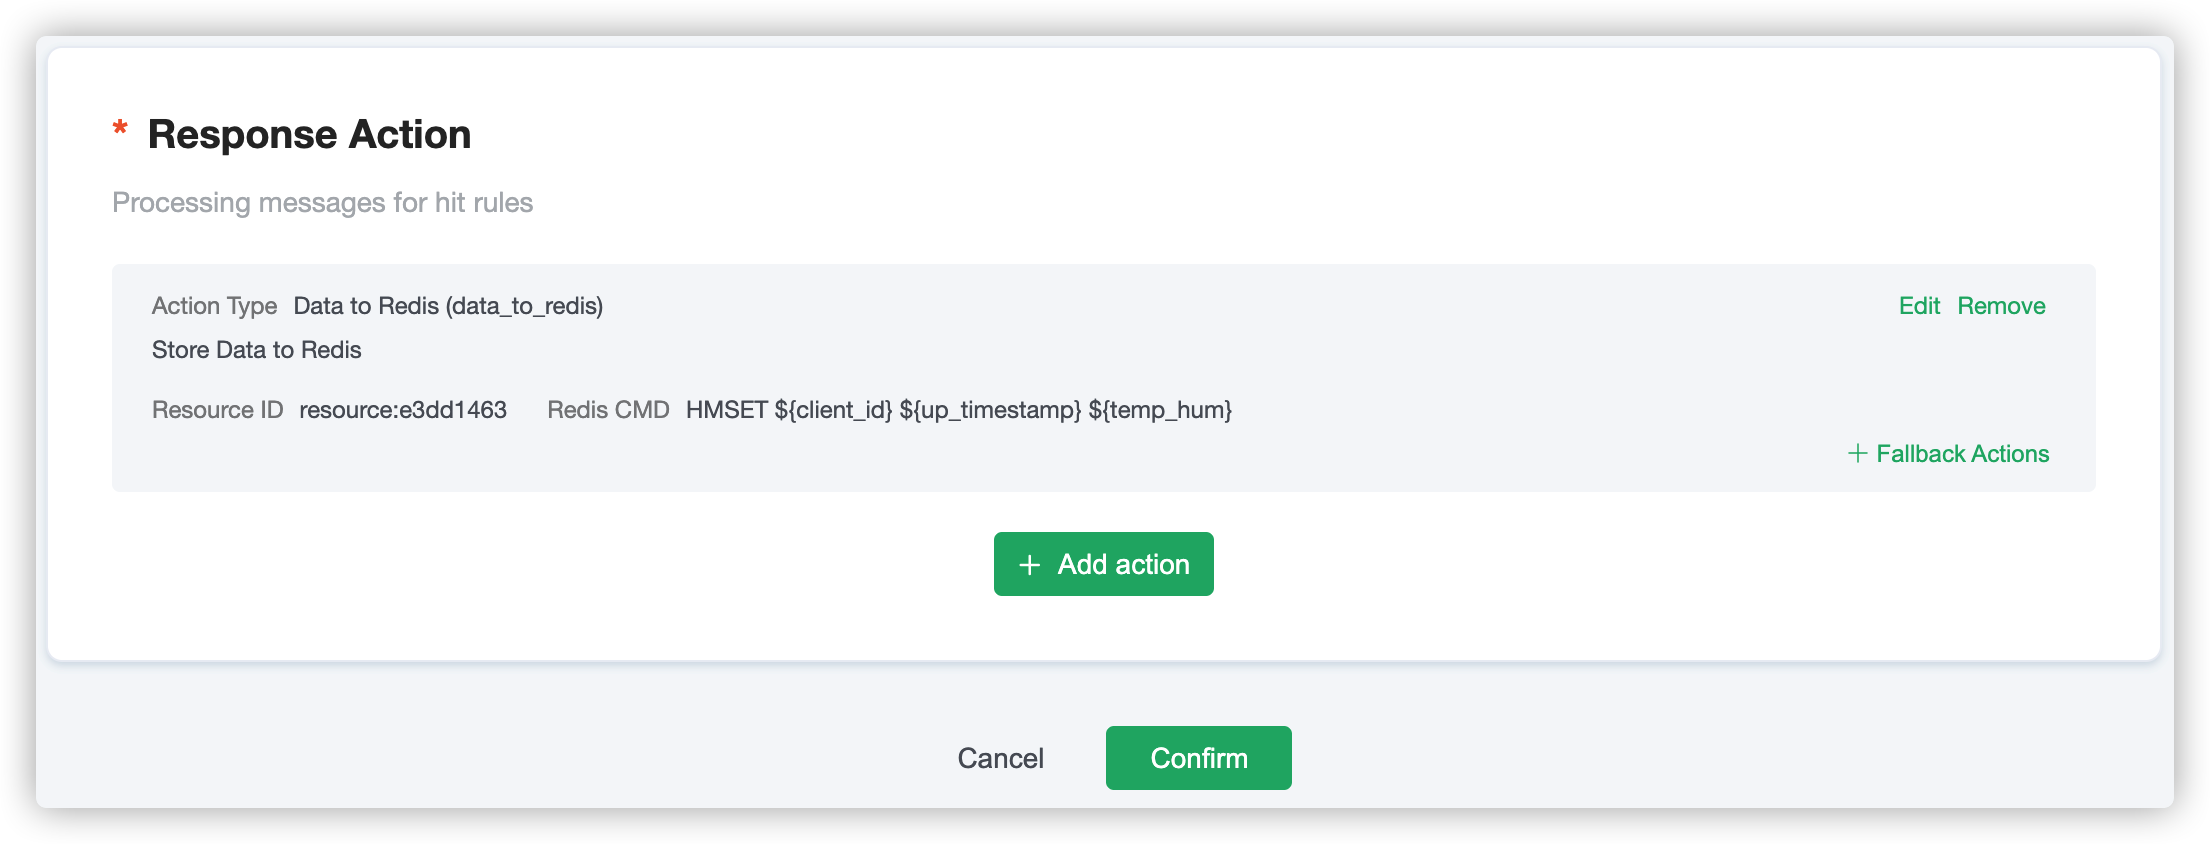 * Response Action
Processing messages for hit rules
Action Type Data to Redis (data_to_redis) Edit Remove
Store Data to Redis
Resource ID resource:e3dd1463 Redis CMD HMSET ${client_id} ${up_timestamp} ${temp_hum}
+ Fallback Actions
+ Add action
Cancel Confirm